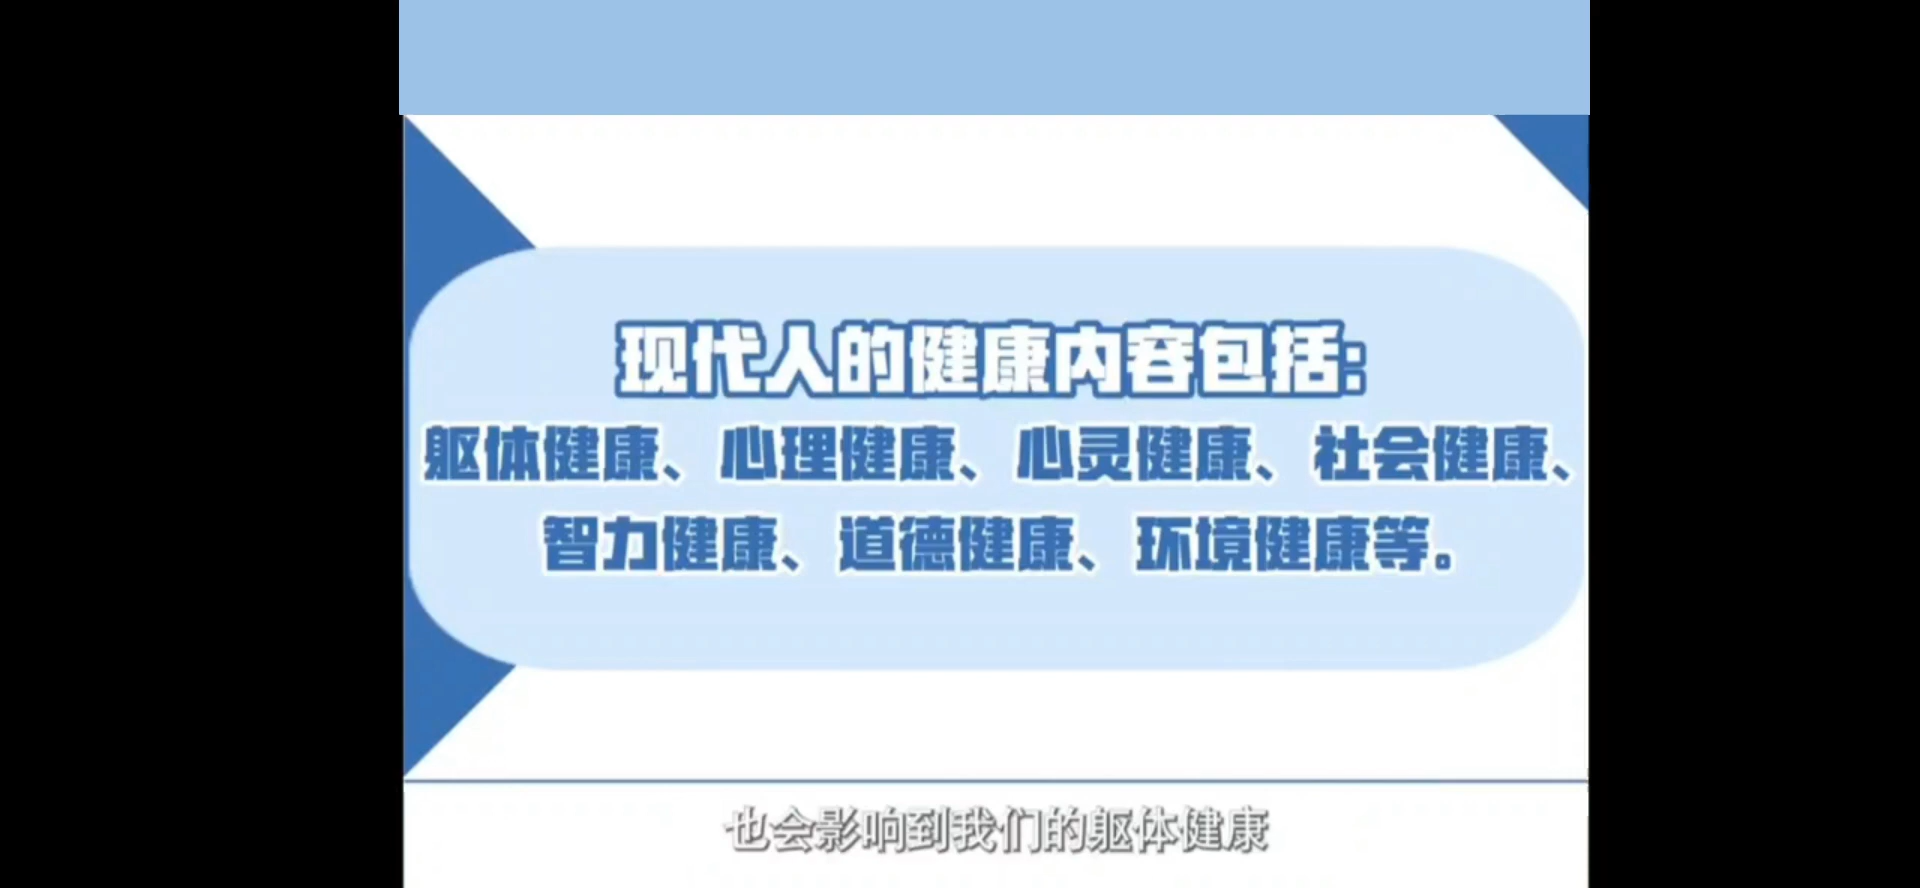 现代人的健康内容包括:
躯体健康、心理健康、心灵健康、社会健康、
智力健康、道德健康、环境健康等。
也会影响到我们的躯体健康